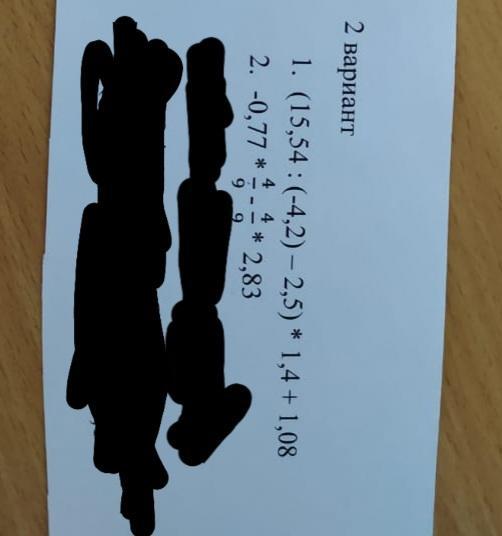 2 вариант
1. (15,54 : (-4,2) – 2,5) * 1,4 + 1,08
2. -0,77 * 4/9 - 4/9 * 2,83